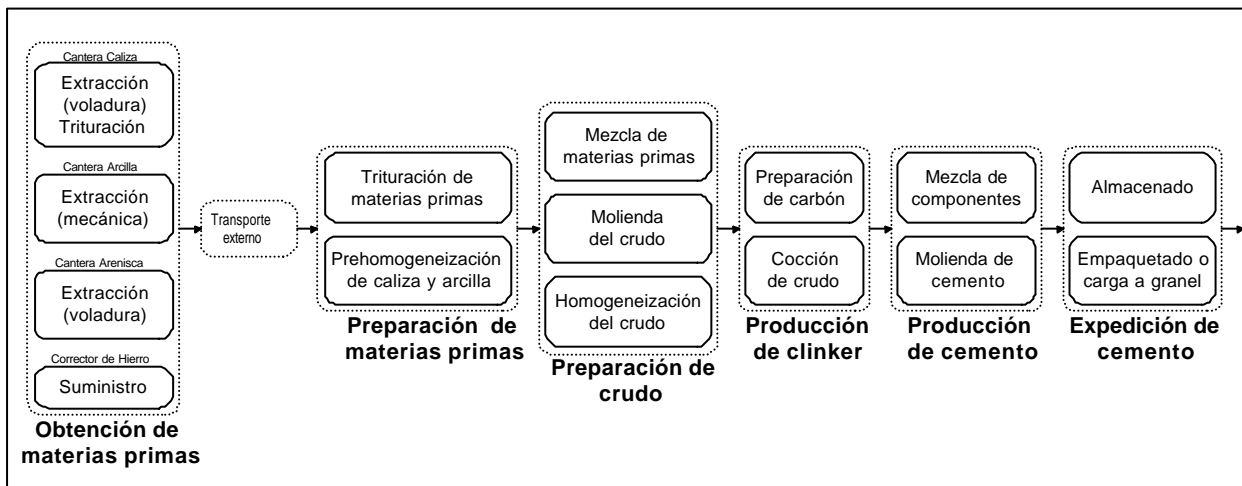 Cantera Caliza
Extracción
(voladura)
Trituración
Cantera Arcilla
Extracción
(mecánica)
Cantera Arenisca
Extracción
(voladura)
Corrector de Hierro
Suministro
Obtención de
materias primas
Transporte
externo
Trituración de
materias primas
Prehomogeneización
de caliza y arcilla
Preparación de
materias primas
Mezcla de
materias primas
Molienda
del crudo
Homogeneización
del crudo
Preparación de
crudo
Preparación
de carbón
Cocción
de crudo
Producción
de clinker
Mezcla de
componentes
Molienda de
cemento
Producción
de cemento
Almacenado
Empaquetado o
carga a granel
Expedición de
cemento